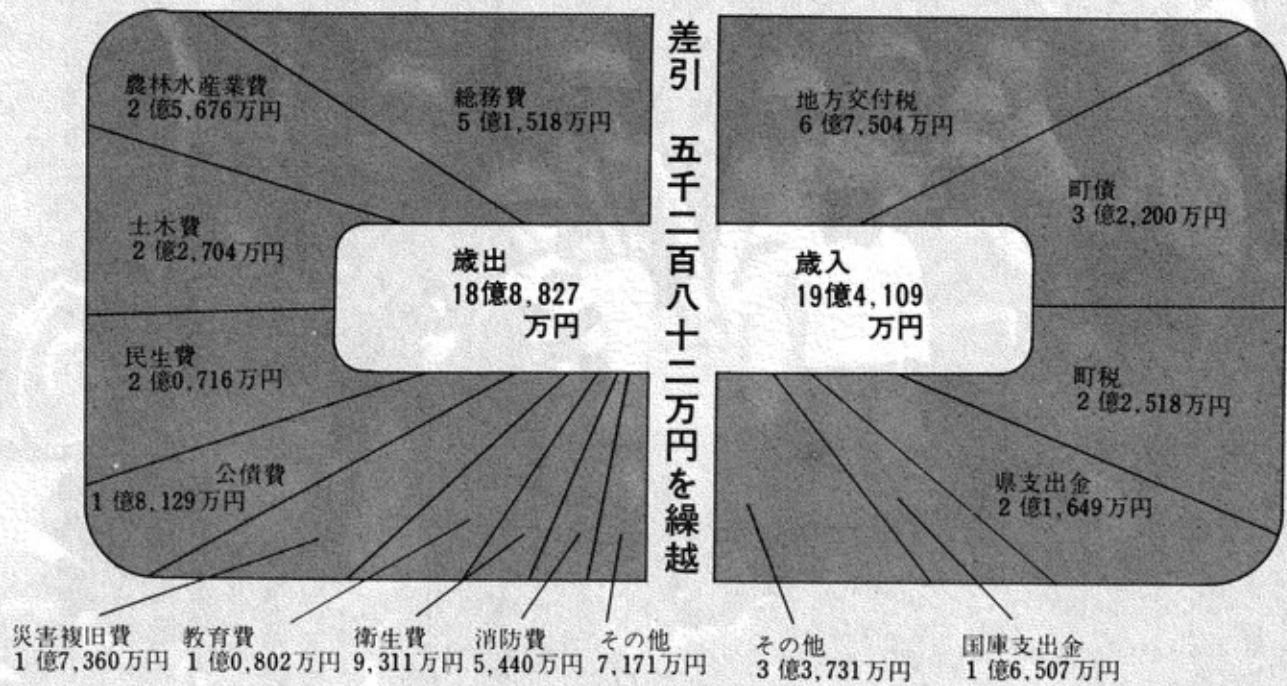 農林水産業費
2億5,676万円
総務費
5億1,518万円
土木費
2億2,704万円
歳出
18億8,827
万円
民生費
2億0,716万円
公債費
1億8,129万円
災害複旧費
1億7,360万円
教育費
1億0,802万円
衛生費
9,311万円
消防費
5,440万円
その他
7,171万円
差引 五千二百八十二万円を繰越
地方交付税
6億7,504万円
町債
3億2,200万円
歳入
19億4,109
万円
町税
2億2,518万円
県支出金
2億1,649万円
その他
3億3,731万円
国庫支出金
1億6,507万円